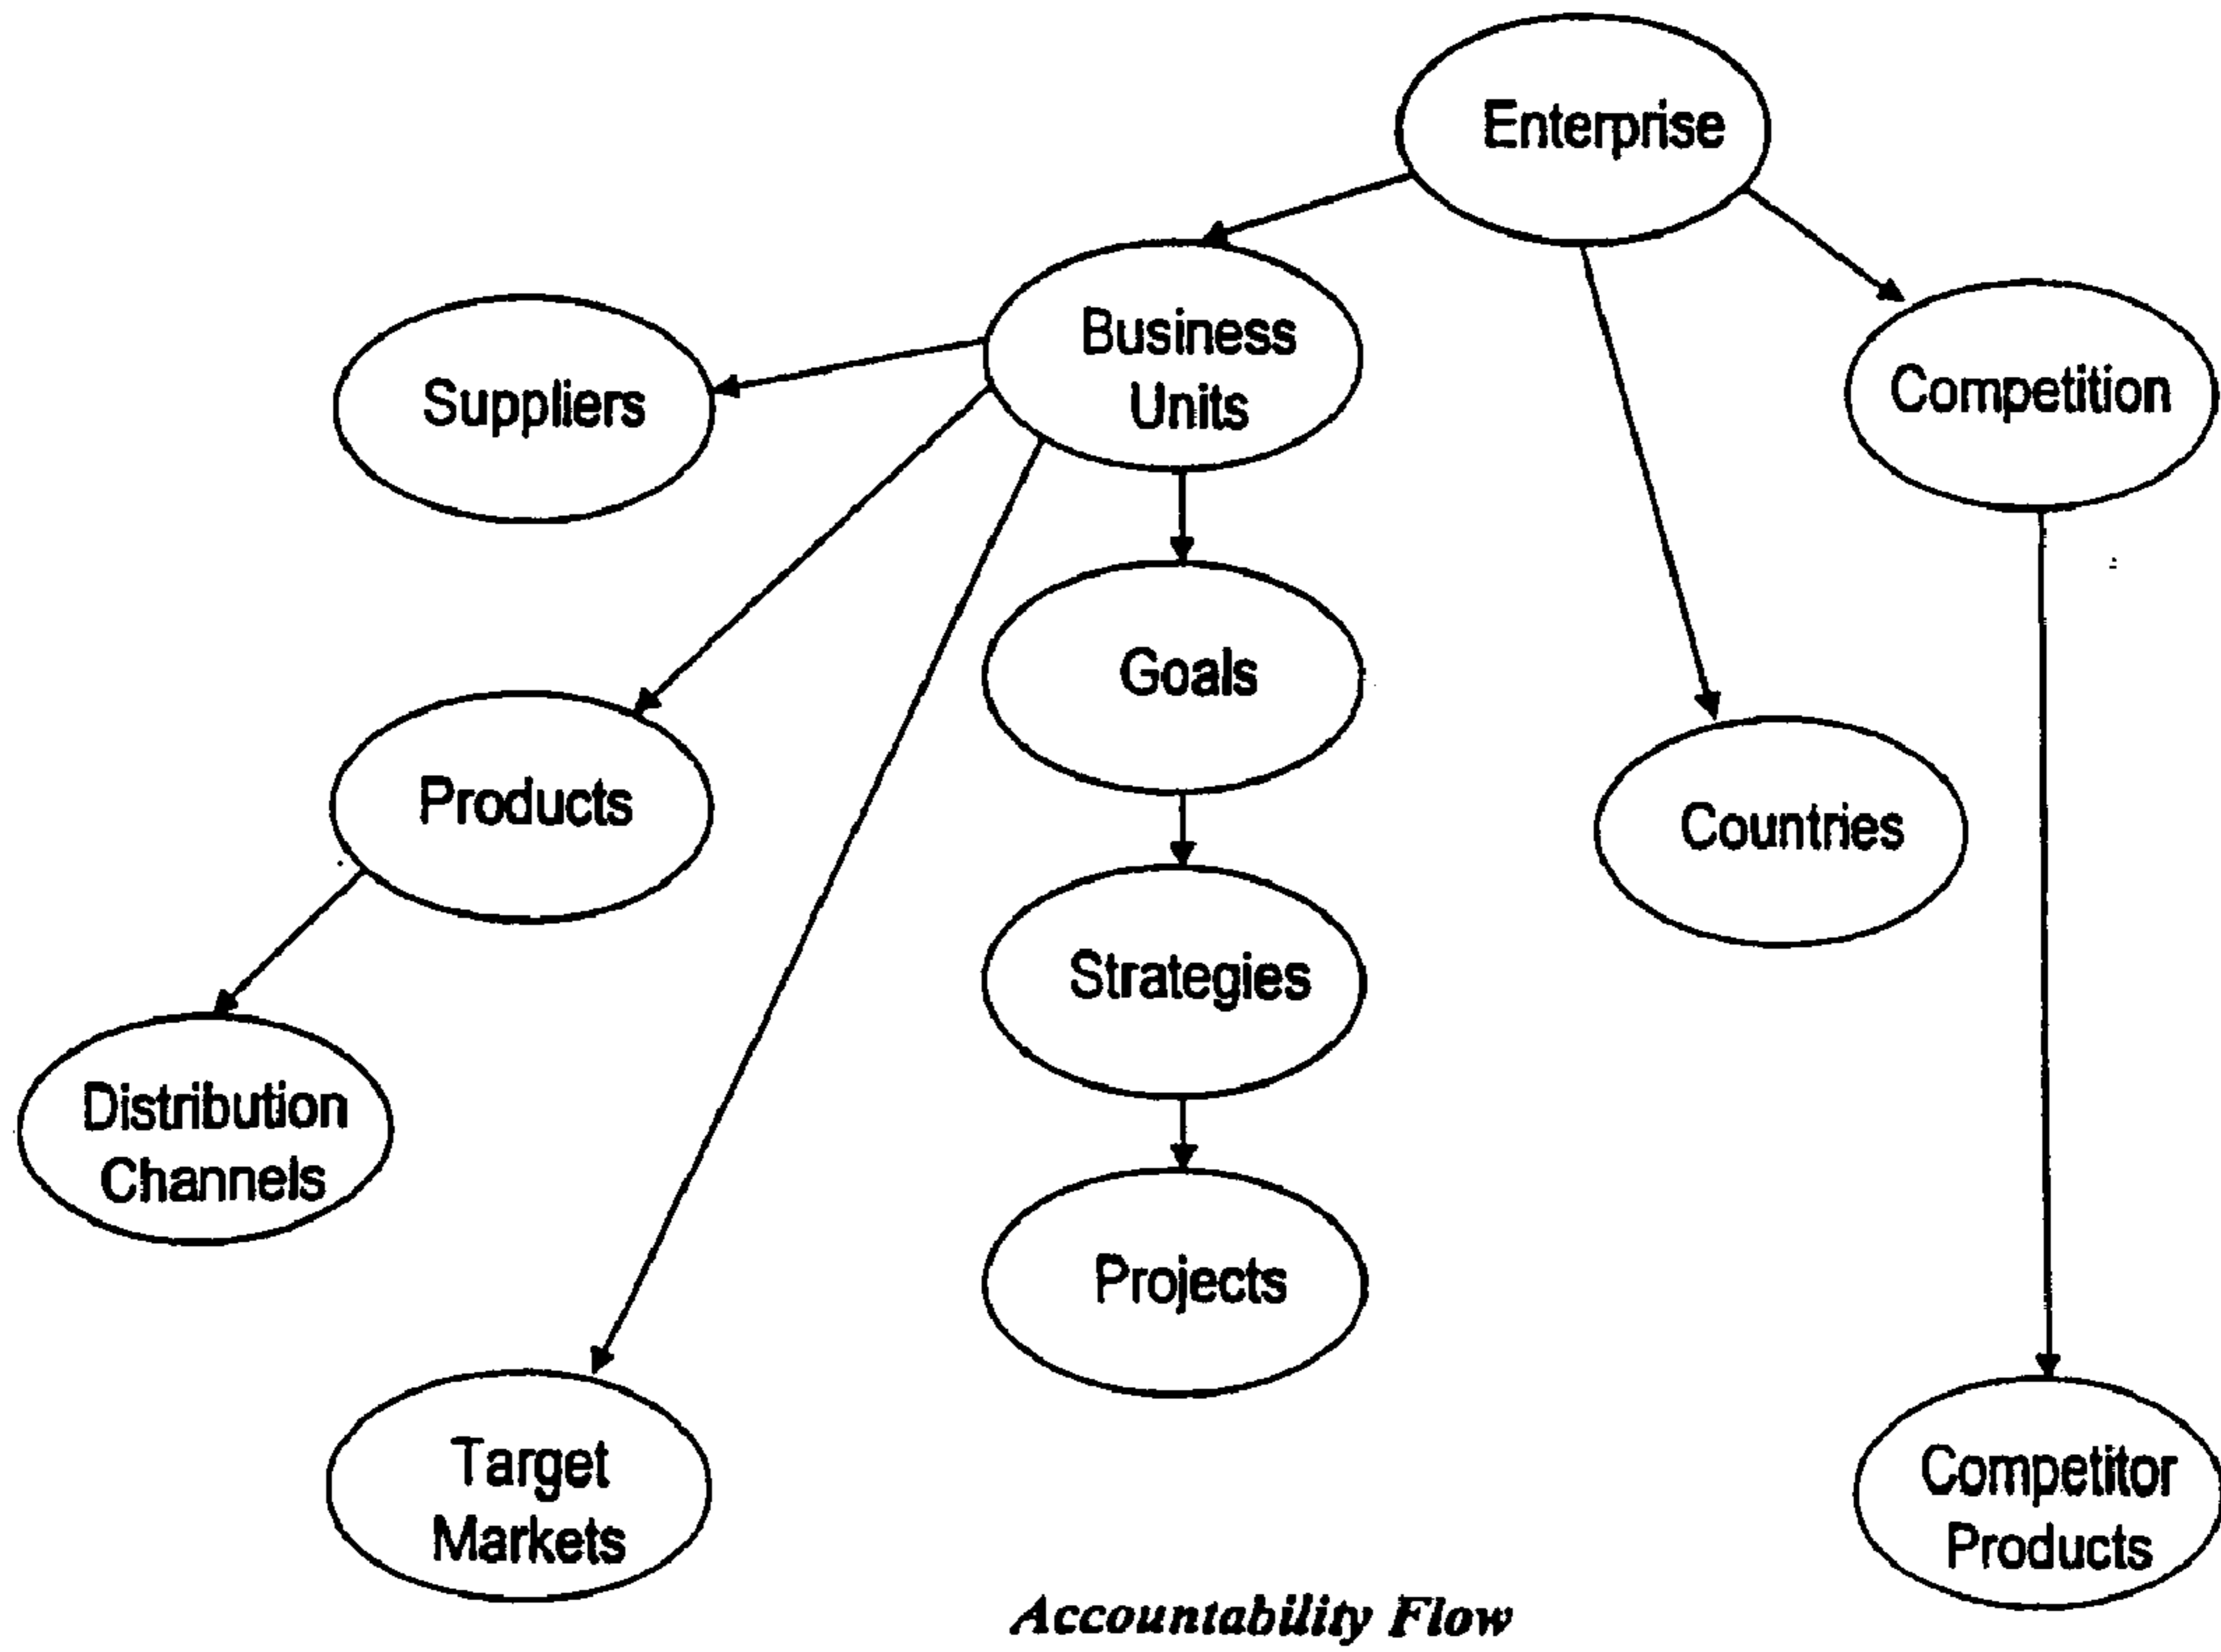 Enterprise
Business
Units
Competition
Suppliers
Goals
Products
Countries
Strategies
Distribution
Channels
Projects
Target
Markets
Competitor
Products
Accountability Flow